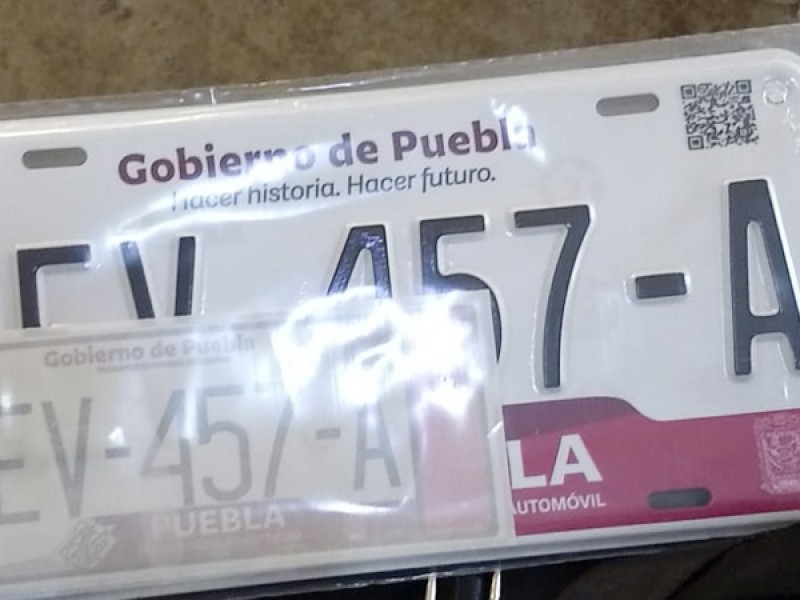 Gobierno de Puebla
Hacer historia. Hacer futuro.
EV 457-A
Gobierno de Puebla
EV-457-A
PUEBLA
LA
AUTOMÓVIL